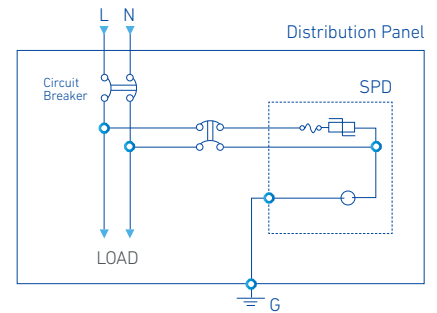 L N
Distribution Panel
Circuit
Breaker
SPD
LOAD
G